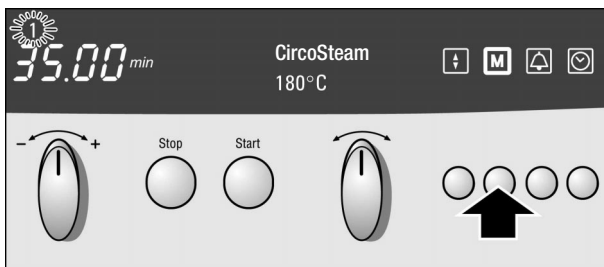 1
35.00 min
CircoSteam
180°C
M
- +
Stop
Start